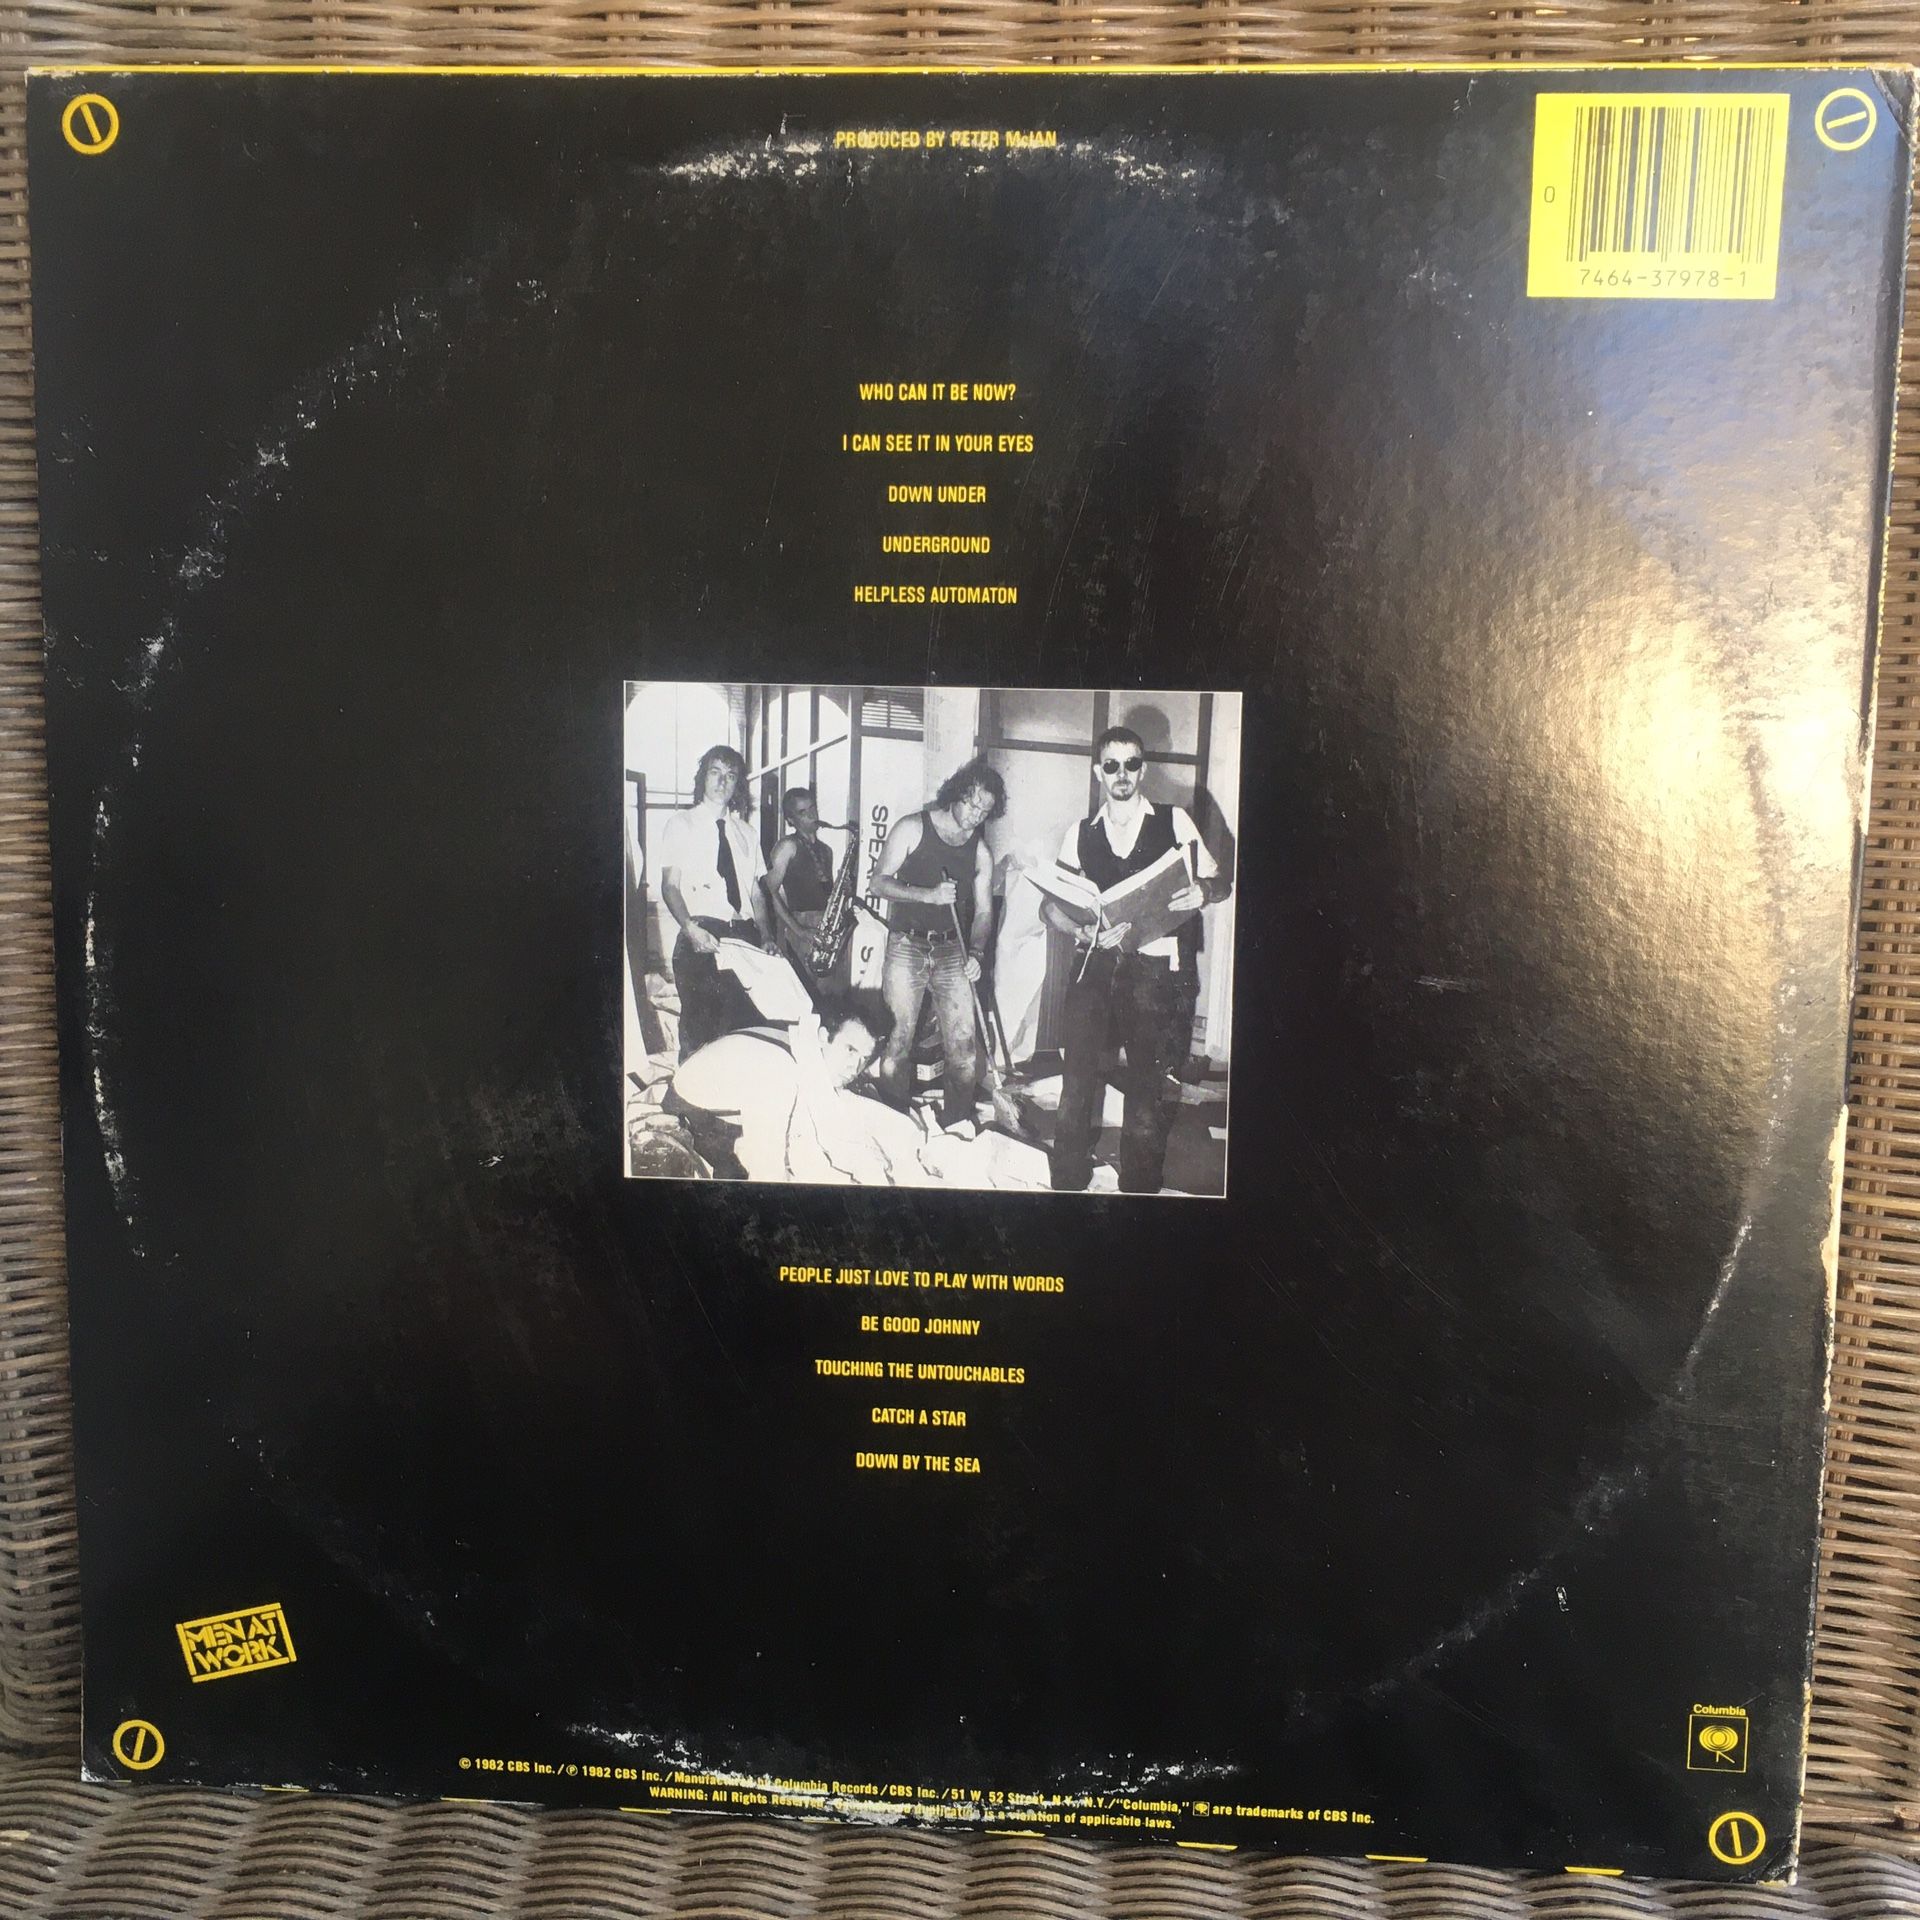 PRODUCED BY PETER McIAN
0
7464-37978-1
WHO CAN IT BE NOW?
I CAN SEE IT IN YOUR EYES
DOWN UNDER
UNDERGROUND
HELPLESS AUTOMATON
PEOPLE JUST LOVE TO PLAY WITH WORDS
BE GOOD JOHNNY
TOUCHING THE UNTOUCHABLES
CATCH A STAR
DOWN BY THE SEA
MEN AT
WORK
Columbia
© 1982 CBS Inc./℗ 1982 CBS Inc./Manufactured by Columbia Records/CBS Inc./51 W. 52 Street, N.Y., N.Y./"Columbia," are trademarks of CBS Inc.
WARNING: All Rights Reserved. duplication is a violation of applicable laws.